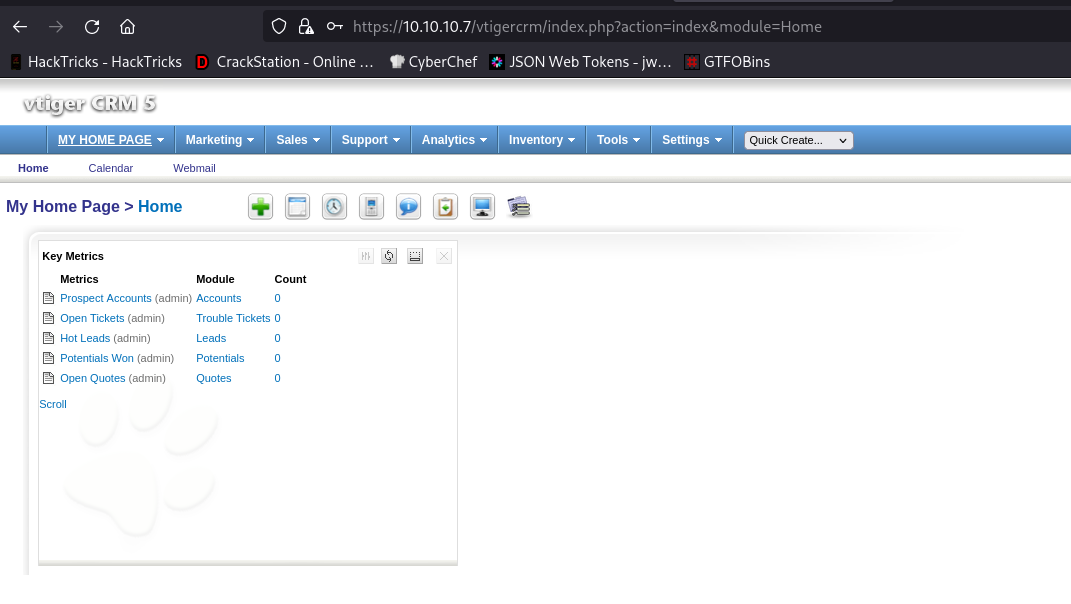 https://10.10.10.7/vtigercrm/index.php?action=index&module=Home
HackTricks - HackTricks CrackStation - Online ... CyberChef JSON Web Tokens - jw... GTFOBins
vtiger CRM 5
MY HOME PAGE Marketing Sales Support Analytics Inventory Tools Settings Quick Create...
Home Calendar Webmail
My Home Page > Home
Key Metrics
Metrics Module Count
Prospect Accounts (admin) Accounts 0
Open Tickets (admin) Trouble Tickets 0
Hot Leads (admin) Leads 0
Potentials Won (admin) Potentials 0
Open Quotes (admin) Quotes 0
Scroll